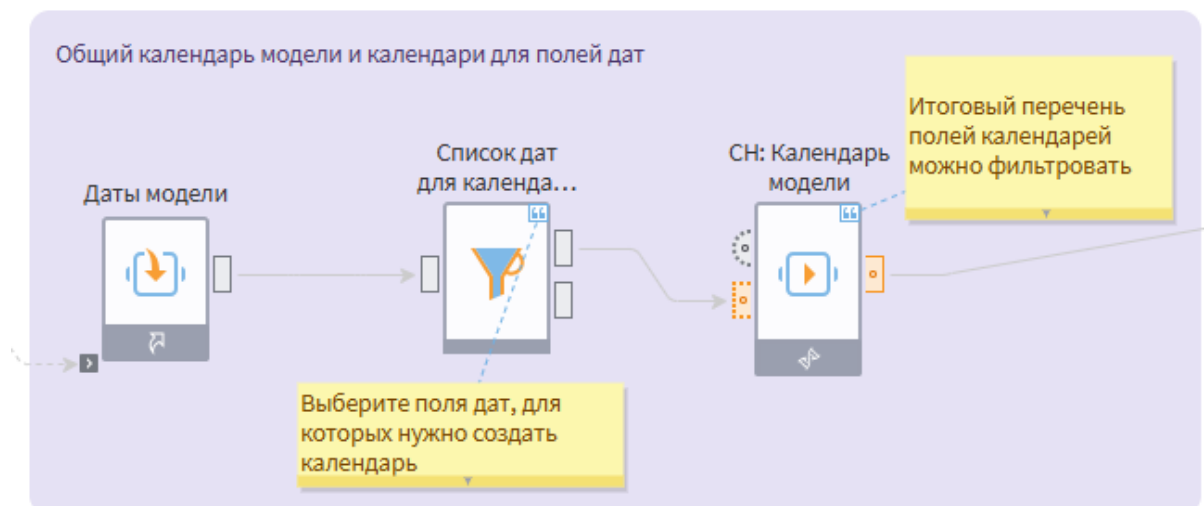 Общий календарь модели и календари для полей дат
Итоговый перечень
полей календарей
можно фильтровать
Даты модели
Список дат
для календа...
CH: Календарь
модели
Выберите поля дат, для
которых нужно создать
календарь